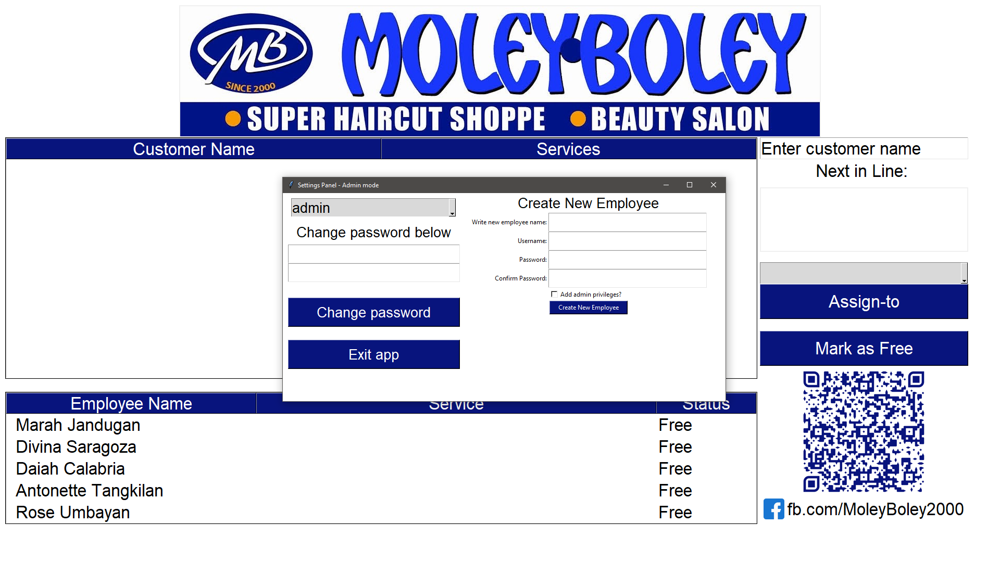 MB
SINCE 2000
MOLEY·BOLEY
SUPER HAIRCUT SHOPPE BEAUTY SALON
Customer Name Services
Enter customer name
Next in Line:
Settings Panel - Admin mode
admin
Change password below
Change password
Exit app
Create New Employee
Write new employee name:
Username:
Password:
Confirm Password:
Add admin privileges?
Create New Employee
Assign-to
Mark as Free
Employee Name Service Status
Marah Jandugan Free
Divina Saragoza Free
Daiah Calabria Free
Antonette Tangkilan Free
Rose Umbayan Free
fb.com/MoleyBoley2000